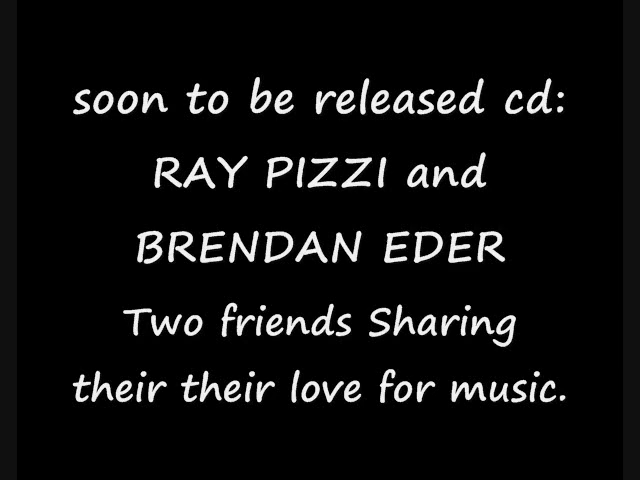 soon to be released cd:
RAY PIZZI and
BRENDAN EDER
Two friends Sharing
their their love for music.